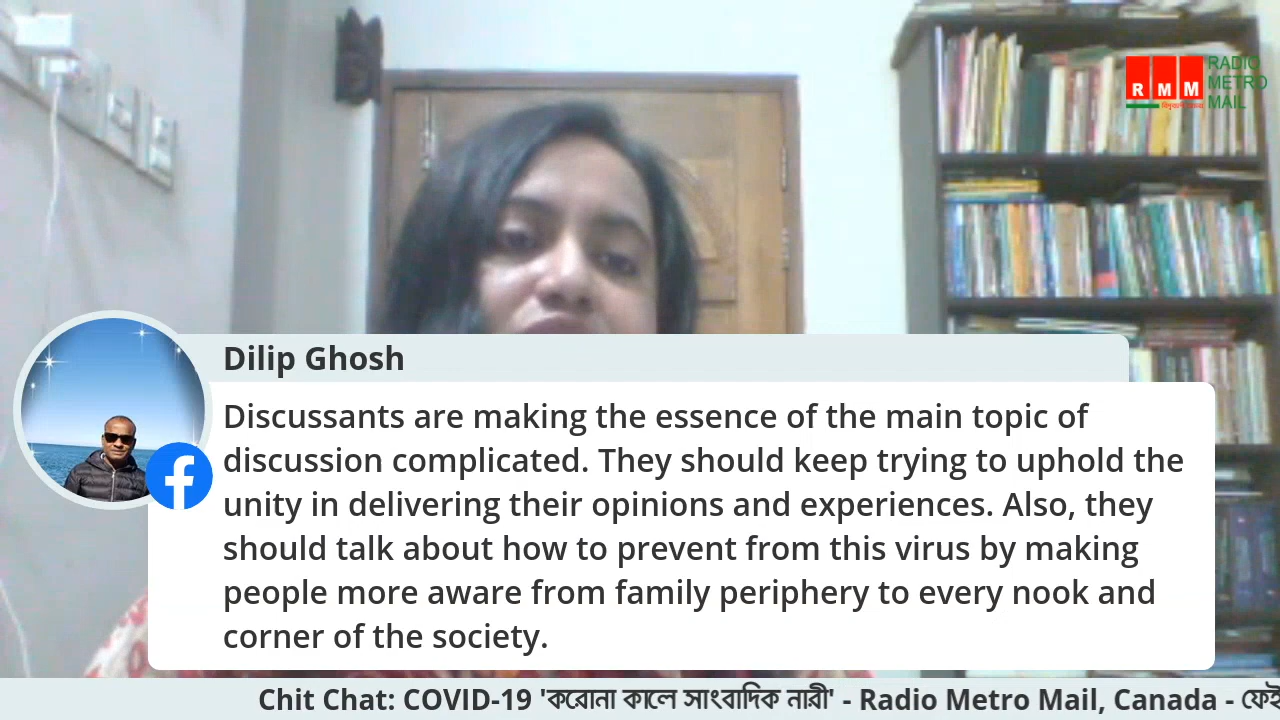 RMM
RADIO
METRO
MAIL
Dilip Ghosh
Discussants are making the essence of the main topic of
discussion complicated. They should keep trying to uphold the
unity in delivering their opinions and experiences. Also, they
should talk about how to prevent from this virus by making
people more aware from family periphery to every nook and
corner of the society.
Chit Chat: COVID-19 'করোনা কালে সাংবাদিক নারী' - Radio Metro Mail, Canada - ফেই